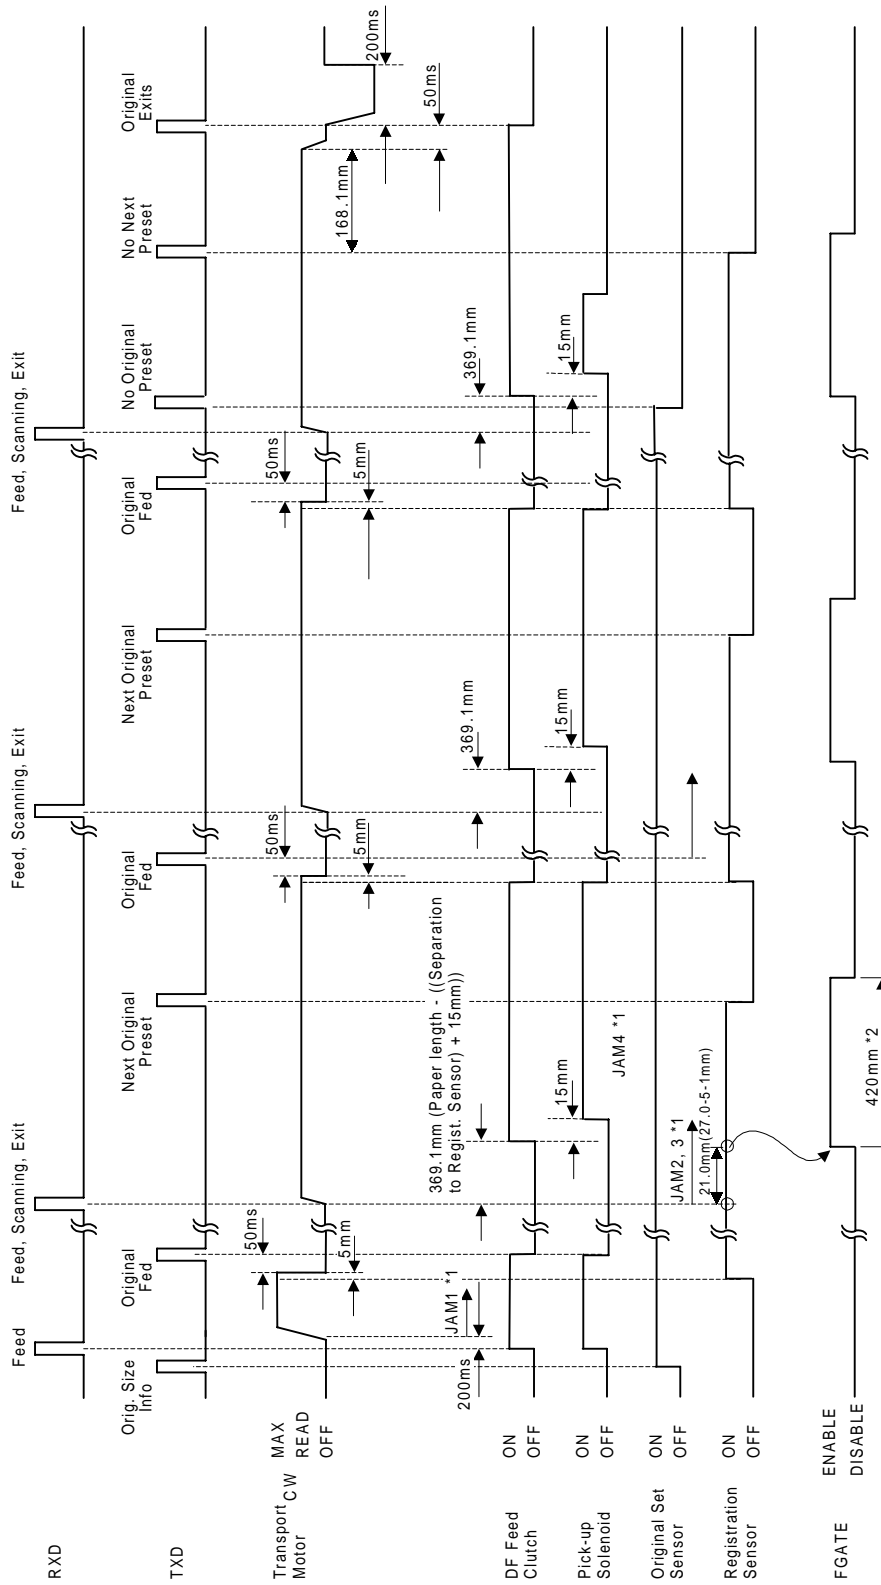 RXD
Feed
Feed, Scanning, Exit
Feed, Scanning, Exit
Feed, Scanning, Exit
TXD
Orig. Size
Info
Original
Fed
Next Original
Preset
Original
Fed
Next Original
Preset
Original
Fed
No Original
Preset
No Next
Preset
Original
Exits
Transport
Motor
CW
MAX
READ
OFF
50ms
5mm
50ms
5mm
50ms
5mm
168.1mm
50ms
200ms
JAM1 *1
200ms
369.1mm (Paper length - ((Separation
to Regist. Sensor) + 15mm))
369.1mm
369.1mm
DF Feed
Clutch
ON
OFF
15mm
15mm
15mm
Pick-up
Solenoid
ON
OFF
JAM4 *1
Original Set
Sensor
ON
OFF
JAM2, 3 *1
21.0mm(27.0-5-1mm)
Registration
Sensor
ON
OFF
FGATE
ENABLE
DISABLE
420mm *2